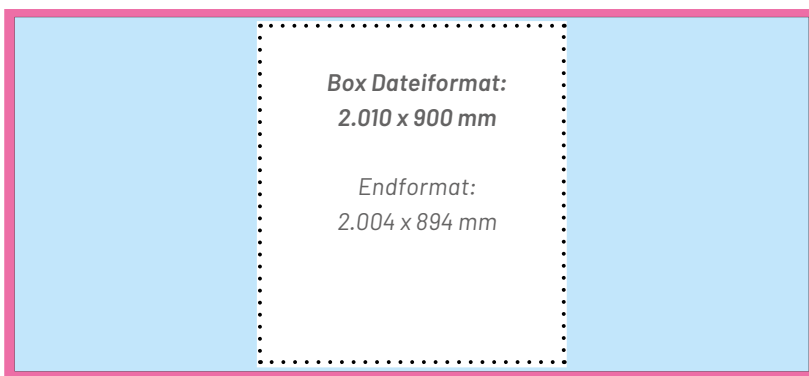 Box Dateiformat:
2.010 x 900 mm
Endformat:
2.004 x 894 mm